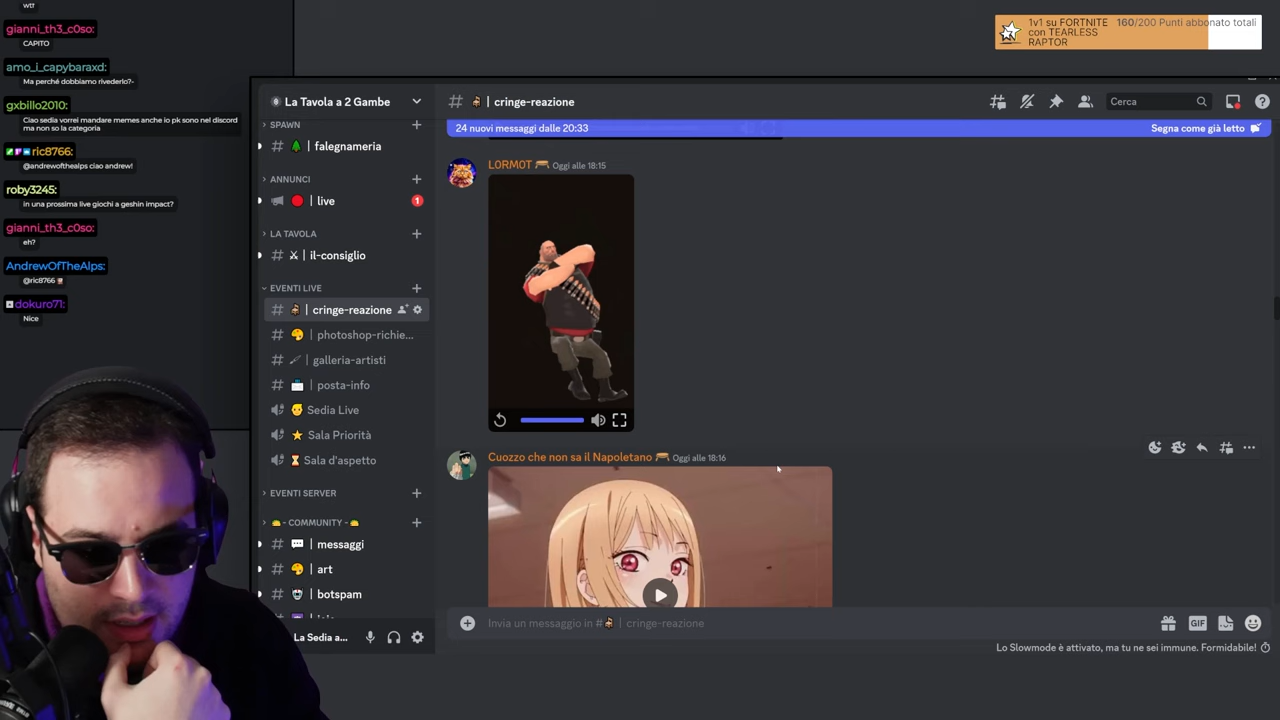 wtf
gianni_th3_c0so:
CAPITO
amo_i_capybaraxd:
Ma perché dobbiamo rivederlo?-
gxbillo2010:
Ciao sedia vorrei mandare memes anche io pk sono nel discord
ma non so la categoria
ric8766:
@andrewofthealps ciao andrew!
roby3245:
in una prossima live giochi a geshin impact?
gianni_th3_c0so:
eh?
AndrewOfTheAlps:
@ric8766
dokuro71:
Nice
1v1 su FORTNITE
con TEARLESS
RAPTOR
160/200 Punti abbonato totali
La Tavola a 2 Gambe
SPAWN
falegnameria
ANNUNCI
live
1
LA TAVOLA
il-consiglio
EVENTI LIVE
cringe-reazione
photoshop-richie...
galleria-artisti
posta-info
Sedia Live
Sala Priorità
Sala d'aspetto
EVENTI SERVER
- COMMUNITY -
messaggi
art
botspam
La Sedia a...
# | cringe-reazione
Cerca
24 nuovi messaggi dalle 20:33
Segna come già letto
L0RM0T Oggi alle 18:15
Cuozzo che non sa il Napoletano Oggi alle 18:16
Invia un messaggio in # | cringe-reazione
GIF
Lo Slowmode è attivato, ma tu ne sei immune. Formidabile!